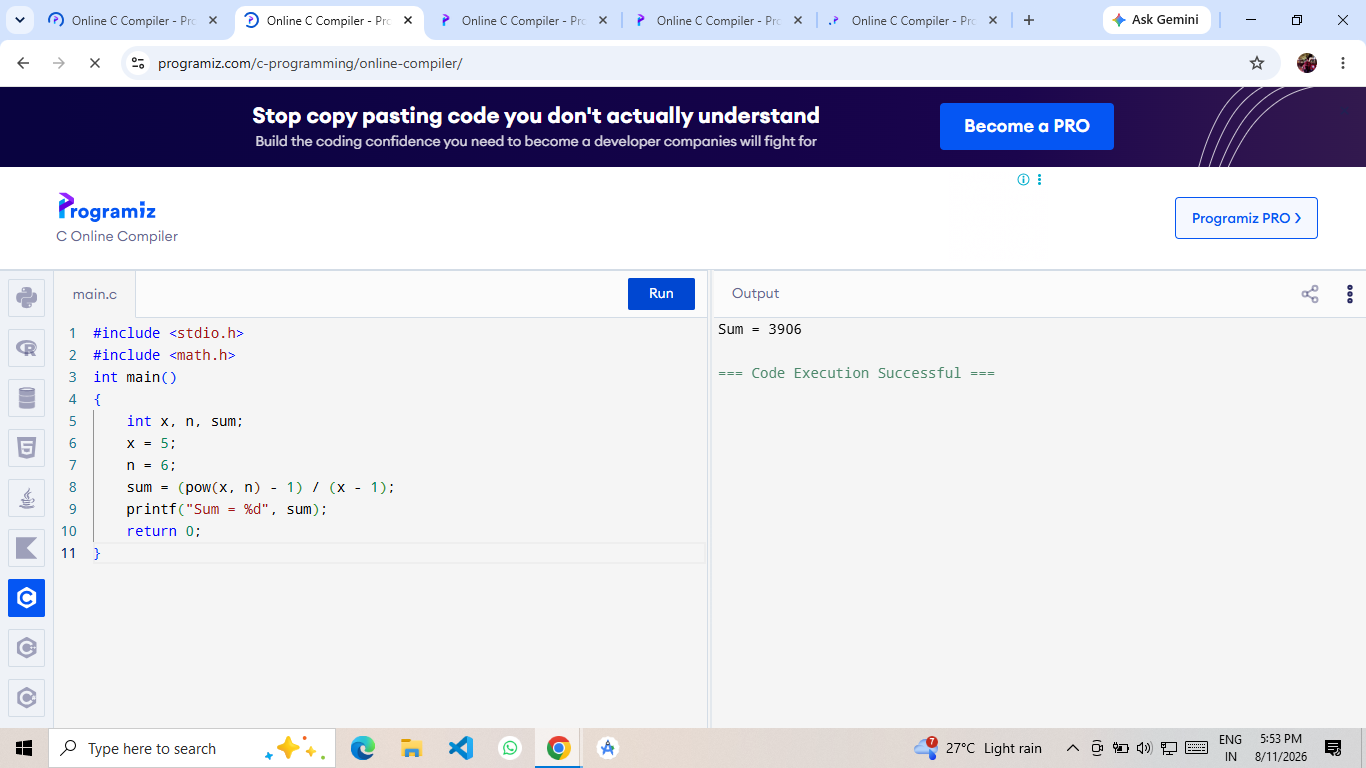 Online C Compiler - Pro
Online C Compiler - Pro
Online C Compiler - Pro
Online C Compiler - Pro
Online C Compiler - Pro
Ask Gemini
programiz.com/c-programming/online-compiler/
Stop copy pasting code you don't actually understand
Build the coding confidence you need to become a developer companies will fight for
Become a PRO
Programiz
C Online Compiler
Programiz PRO >
main.c
Run
Output
1 #include <stdio.h>
2 #include <math.h>
3 int main()
4 {
5     int x, n, sum;
6     x = 5;
7     n = 6;
8     sum = (pow(x, n) - 1) / (x - 1);
9     printf("Sum = %d", sum);
10     return 0;
11 }
Sum = 3906
=== Code Execution Successful ===
Type here to search
7
27°C Light rain
ENG
IN
5:53 PM
8/11/2026